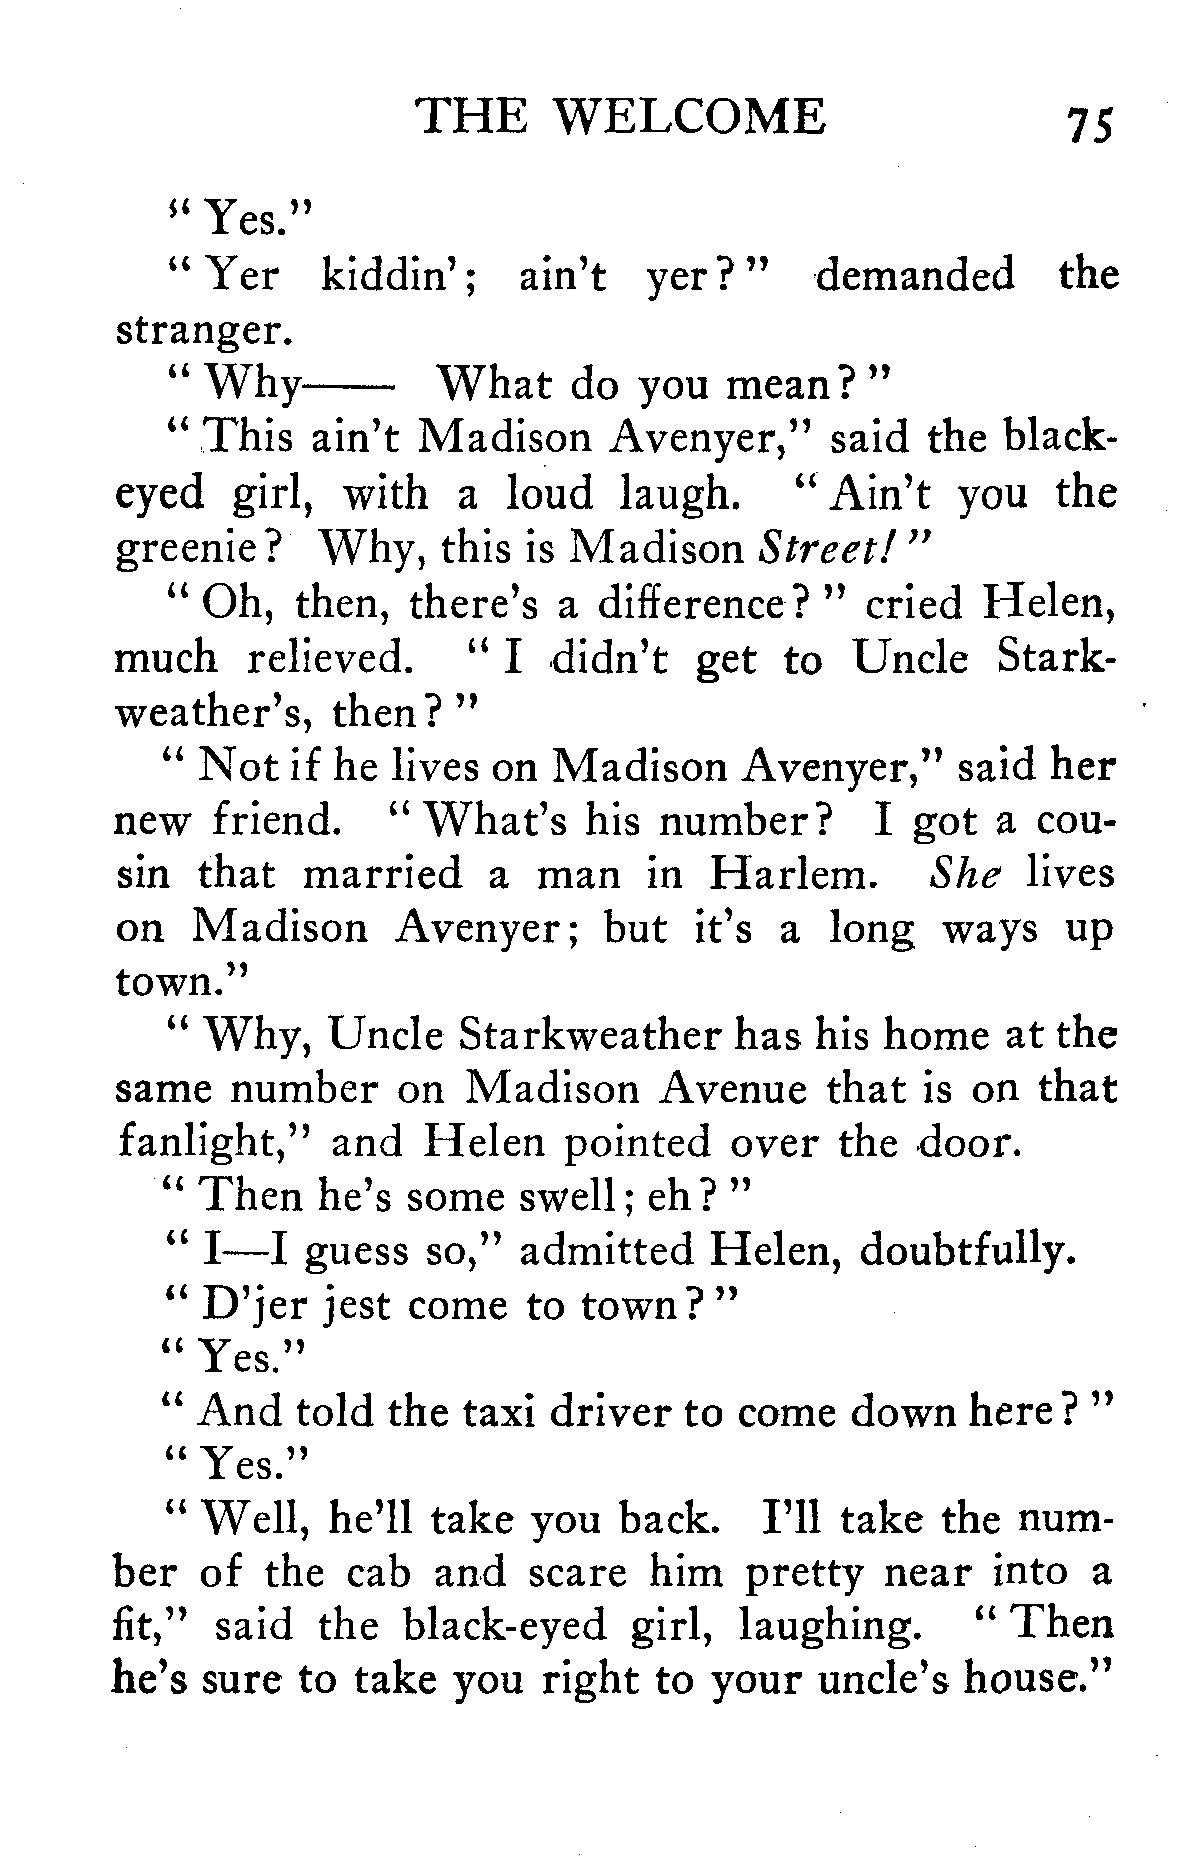 THE WELCOME 75
" Yes."
" Yer kiddin'; ain't yer? " demanded the
stranger.
" Why—— What do you mean? "
" This ain't Madison Avenyer," said the black-
eyed girl, with a loud laugh. " Ain't you the
greenie? Why, this is Madison Street! "
" Oh, then, there's a difference? " cried Helen,
much relieved. " I didn't get to Uncle Stark-
weather's, then? "
" Not if he lives on Madison Avenyer," said her
new friend. " What's his number? I got a cou-
sin that married a man in Harlem. She lives
on Madison Avenyer; but it's a long ways up
town."
" Why, Uncle Starkweather has his home at the
same number on Madison Avenue that is on that
fanlight," and Helen pointed over the door.
" Then he's some swell; eh? "
" I—I guess so," admitted Helen, doubtfully.
" D'jer jest come to town? "
" Yes."
" And told the taxi driver to come down here? "
" Yes."
" Well, he'll take you back. I'll take the num-
ber of the cab and scare him pretty near into a
fit," said the black-eyed girl, laughing. " Then
he's sure to take you right to your uncle's house."